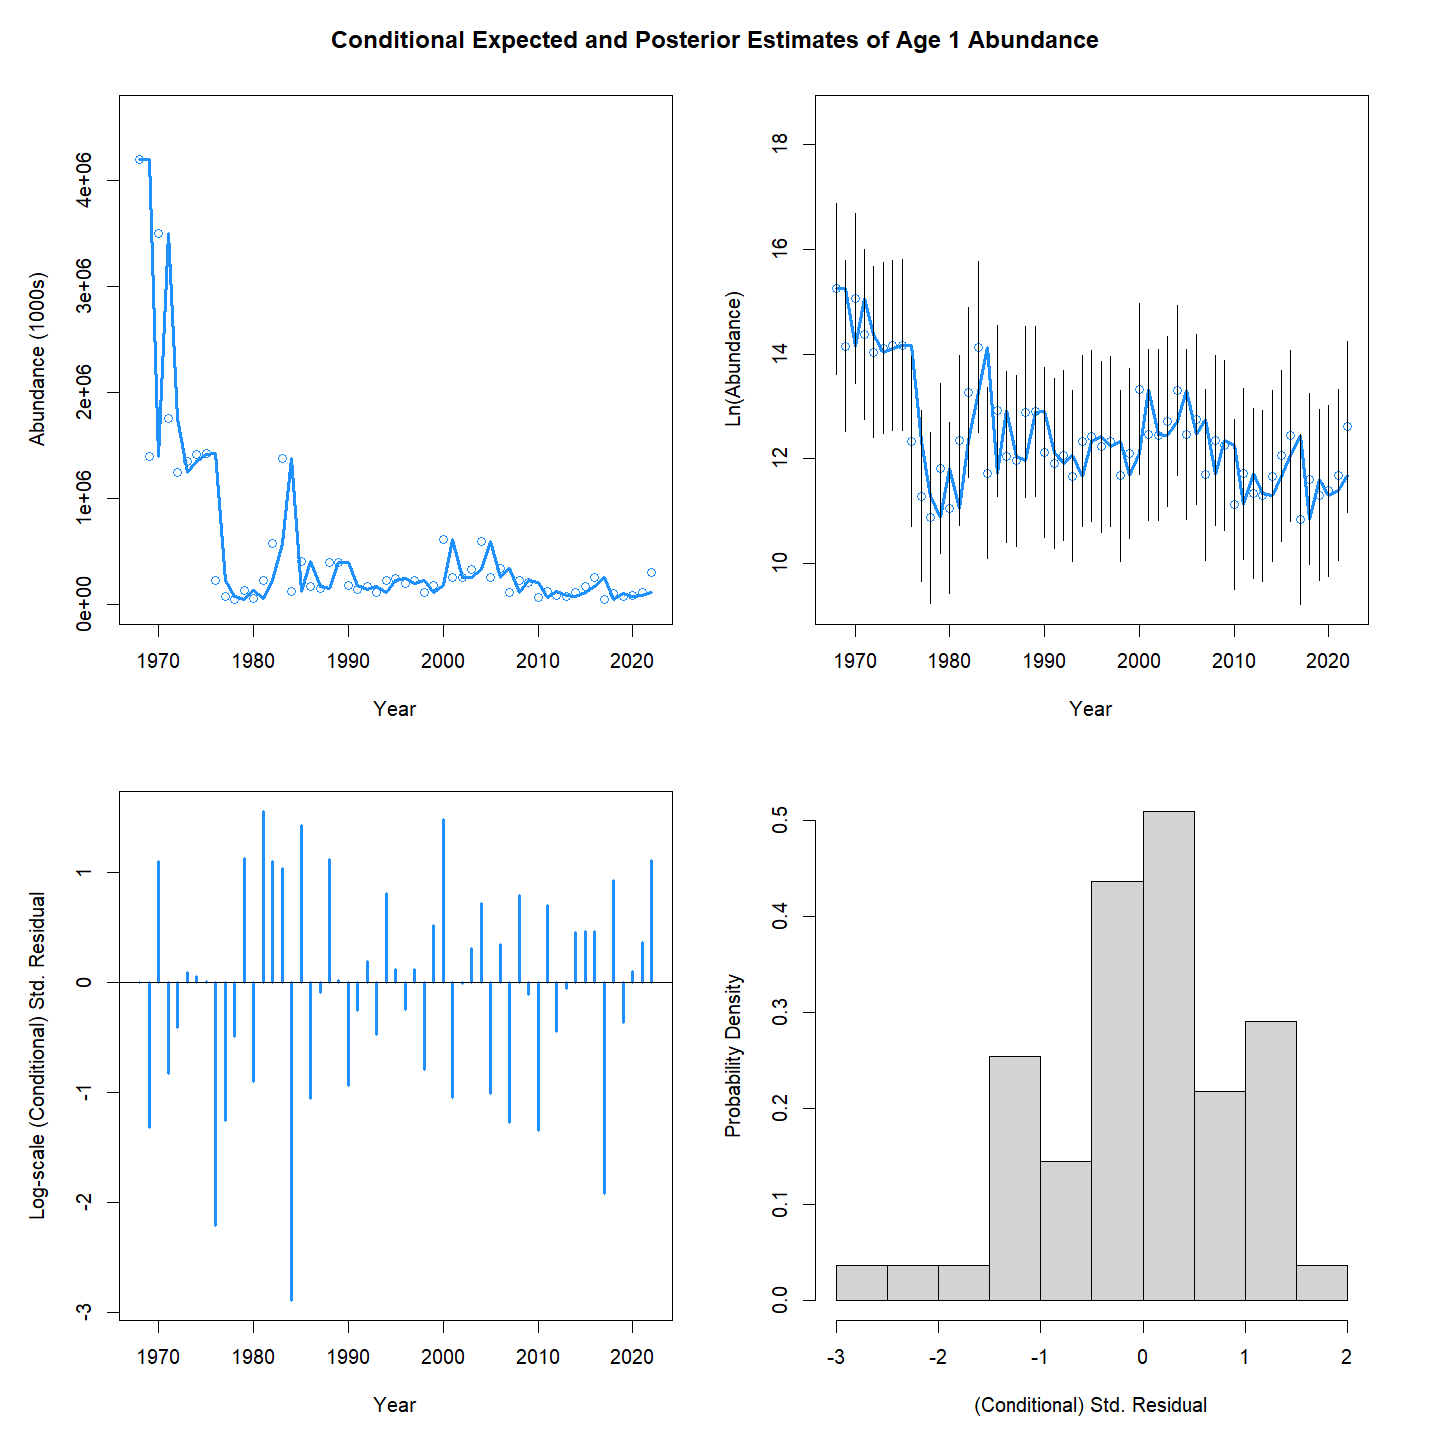 Conditional Expected and Posterior Estimates of Age 1 Abundance
Abundance (1000s)
4e+06
3e+06
2e+06
1e+06
0e+00
1970 1980 1990 2000 2010 2020
Year
Ln(Abundance)
18
16
14
12
10
1970 1980 1990 2000 2010 2020
Year
Log-scale (Conditional) Std. Residual
1
0
-1
-2
-3
1970 1980 1990 2000 2010 2020
Year
Probability Density
0.5
0.4
0.3
0.2
0.1
0.0
-3 -2 -1 0 1 2
(Conditional) Std. Residual